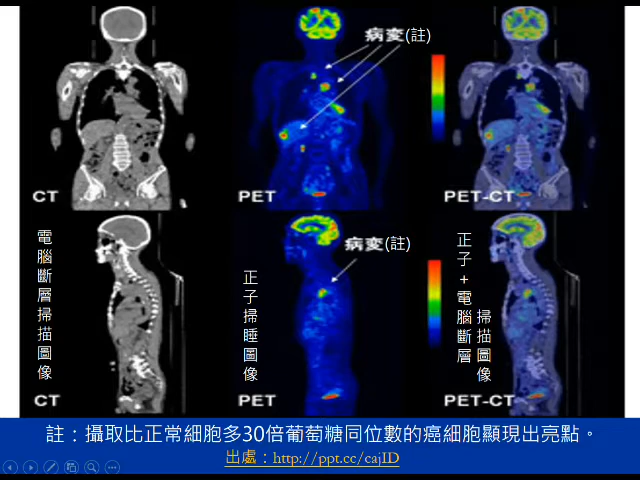 病変(註)
CT
PET
PET-CT
電腦斷層掃描圖像
病變(註)
正子掃睡圖像
正子+電腦斷層
掃描圖像
CT
PET
PET-CT
註：攝取比正常細胞多30倍葡萄糖同位數的癌細胞顯現出亮點。
出處：http://ppt.cc/cajID